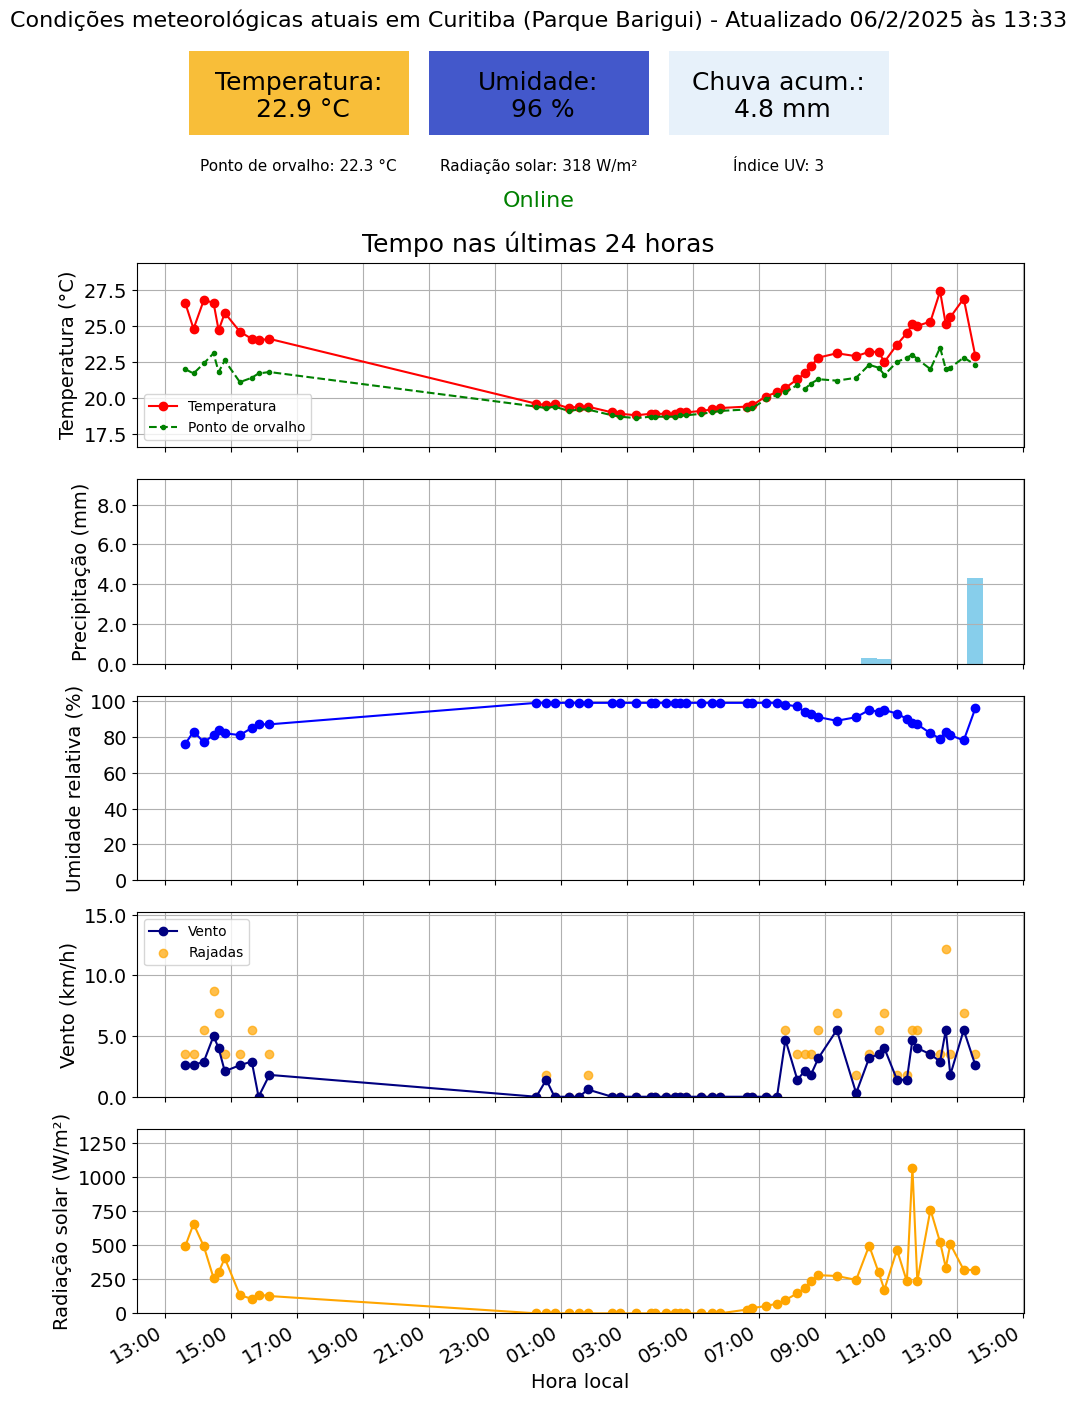 Condições meteorológicas atuais em Curitiba (Parque Barigui) - Atualizado 06/2/2025 às 13:33
Temperatura:
22.9 °C
Umidade:
96 %
Chuva acum.:
4.8 mm
Ponto de orvalho: 22.3 °C
Radiação solar: 318 W/m²
Índice UV: 3
Online
Tempo nas últimas 24 horas
Temperatura (°C)
27.5
25.0
22.5
20.0
17.5
Temperatura
Ponto de orvalho
Precipitação (mm)
8.0
6.0
4.0
2.0
0.0
Umidade relativa (%)
100
80
60
40
20
0
Vento (km/h)
15.0
10.0
5.0
0.0
Vento
Rajadas
Radiação solar (W/m²)
1250
1000
750
500
250
0
13:00
15:00
17:00
19:00
21:00
23:00
01:00
03:00
05:00
07:00
09:00
11:00
13:00
15:00
Hora local